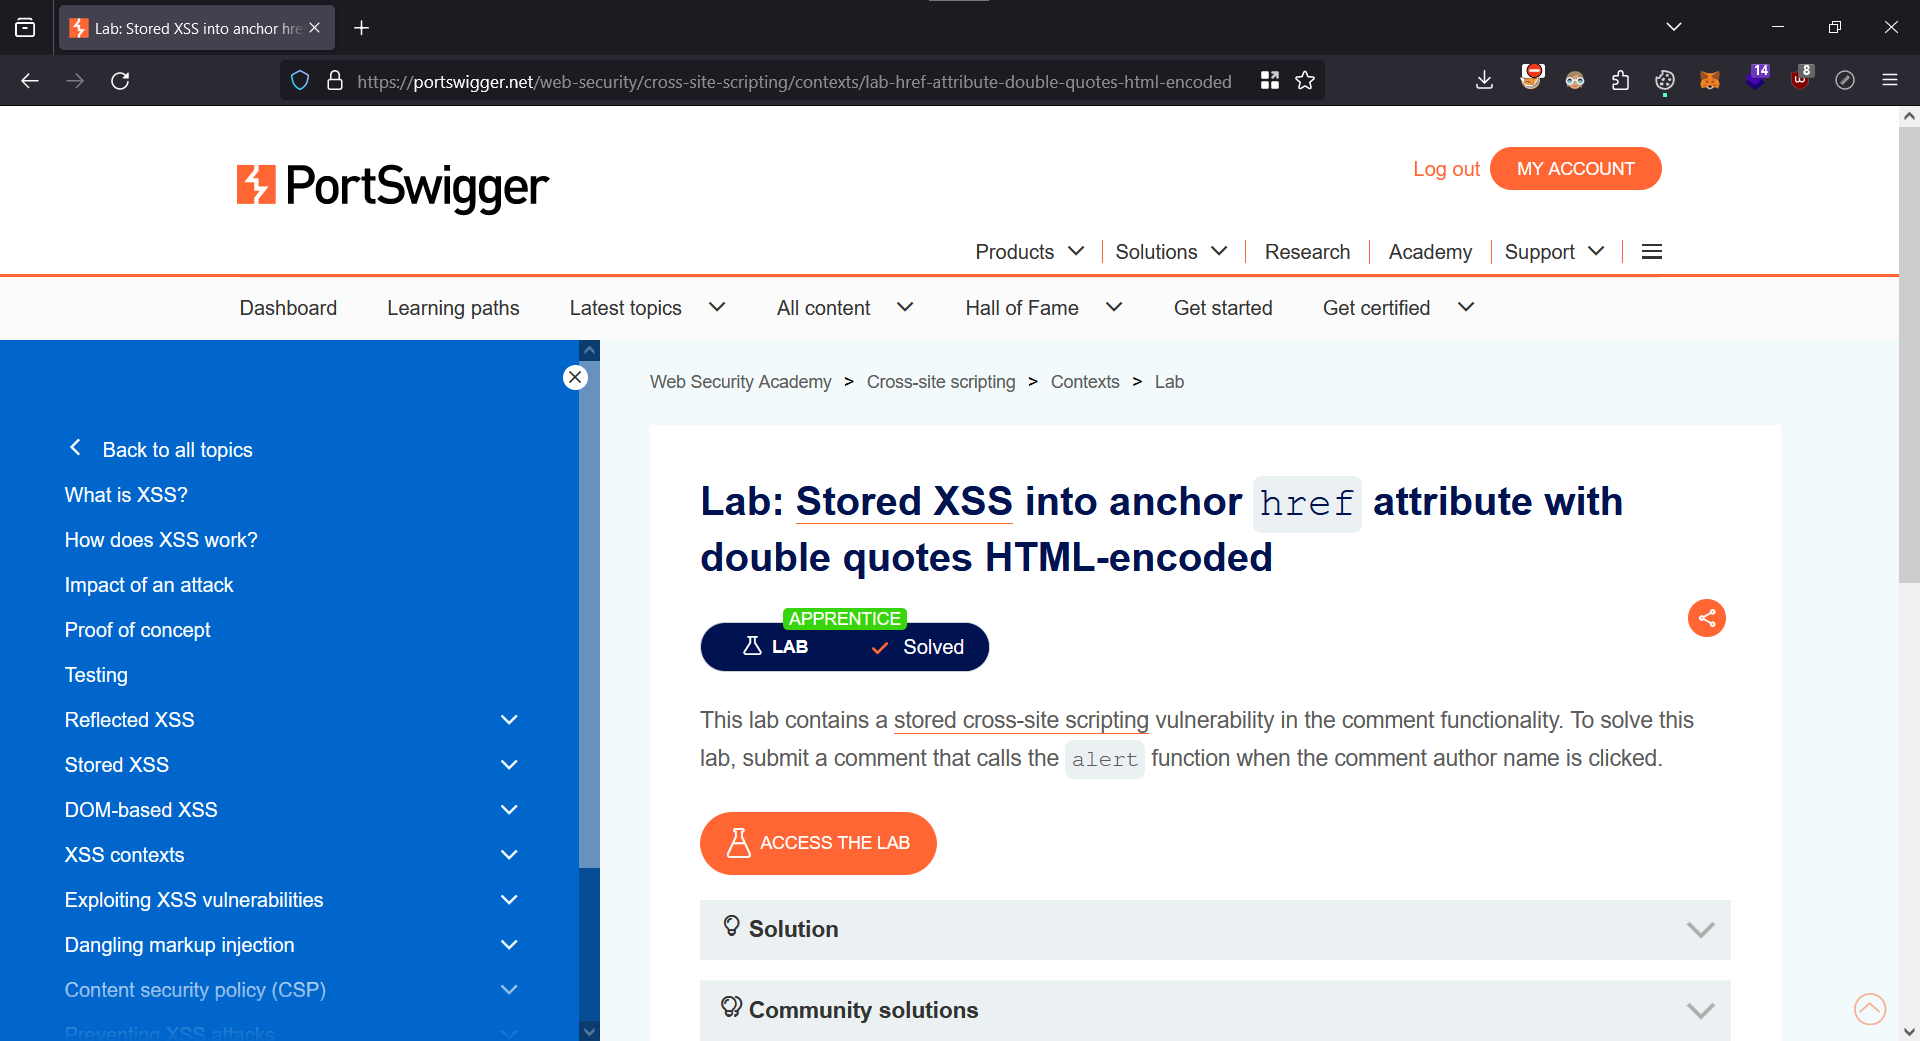 Lab: Stored XSS into anchor hre
https://portswigger.net/web-security/cross-site-scripting/contexts/lab-href-attribute-double-quotes-html-encoded
14
8
PortSwigger
Log out
MY ACCOUNT
Products
Solutions
Research
Academy
Support
Dashboard
Learning paths
Latest topics
All content
Hall of Fame
Get started
Get certified
Back to all topics
What is XSS?
How does XSS work?
Impact of an attack
Proof of concept
Testing
Reflected XSS
Stored XSS
DOM-based XSS
XSS contexts
Exploiting XSS vulnerabilities
Dangling markup injection
Content security policy (CSP)
Preventing XSS attacks
Web Security Academy > Cross-site scripting > Contexts > Lab
Lab: Stored XSS into anchor href attribute with
double quotes HTML-encoded
APPRENTICE
LAB
Solved
This lab contains a stored cross-site scripting vulnerability in the comment functionality. To solve this
lab, submit a comment that calls the alert function when the comment author name is clicked.
ACCESS THE LAB
Solution
Community solutions